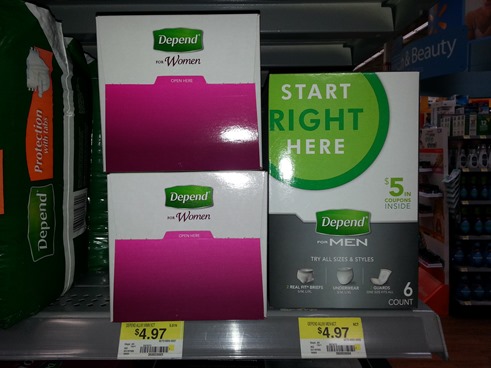 Protection
with tabs
Depend
Depend
FOR Women
OPEN HERE
Depend
FOR Women
OPEN HERE
START
RIGHT
HERE
$5 IN
COUPONS
INSIDE
Depend
FOR MEN
TRY ALL SIZES & STYLES
REAL FIT BRIEFS
UNDERWEAR
GUARDS
6
COUNT
$4.97
$4.97
& Beauty